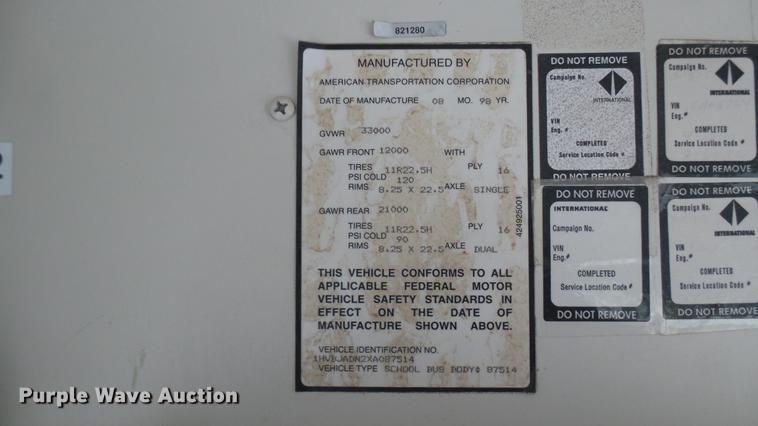 821280
MANUFACTURED BY
AMERICAN TRANSPORTATION CORPORATION
DATE OF MANUFACTURE 08 MO. 98 YR.
GVWR 33000
GAWR FRONT 12000 WITH
TIRES 11R22.5H PLY 16
PSI COLD 120
RIMS 8.25 X 22.5 AXLE SINGLE
GAWR REAR 21000
TIRES 11R22.5H PLY 16
PSI COLD 90
RIMS 8.25 X 22.5 AXLE DUAL
424925001
THIS VEHICLE CONFORMS TO ALL
APPLICABLE FEDERAL MOTOR
VEHICLE SAFETY STANDARDS IN
EFFECT ON THE DATE OF
MANUFACTURE SHOWN ABOVE.
VEHICLE IDENTIFICATION NO.
1HVBJADN2XA087514
VEHICLE TYPE SCHOOL BUS BODY# 87514
DO NOT REMOVE
Campaign No.
INTERNATIONAL
VIN
Eng.#
COMPLETED
Service Location Code #
DO NOT REMOVE
DO NOT REMOVE
Campaign No.
INTERNATIONAL
VIN
Eng.#
COMPLETED
Service Location Code #
DO NOT REMOVE
INTERNATIONAL
Campaign No.
VIN
Eng.#
COMPLETED
Service Location Code #
DO NOT REMOVE
DO NOT REMOVE
Campaign No.
INTERNATIONAL
VIN
Eng.#
COMPLETED
Service Location Code #
DO NOT REMOVE
Purple Wave Auction